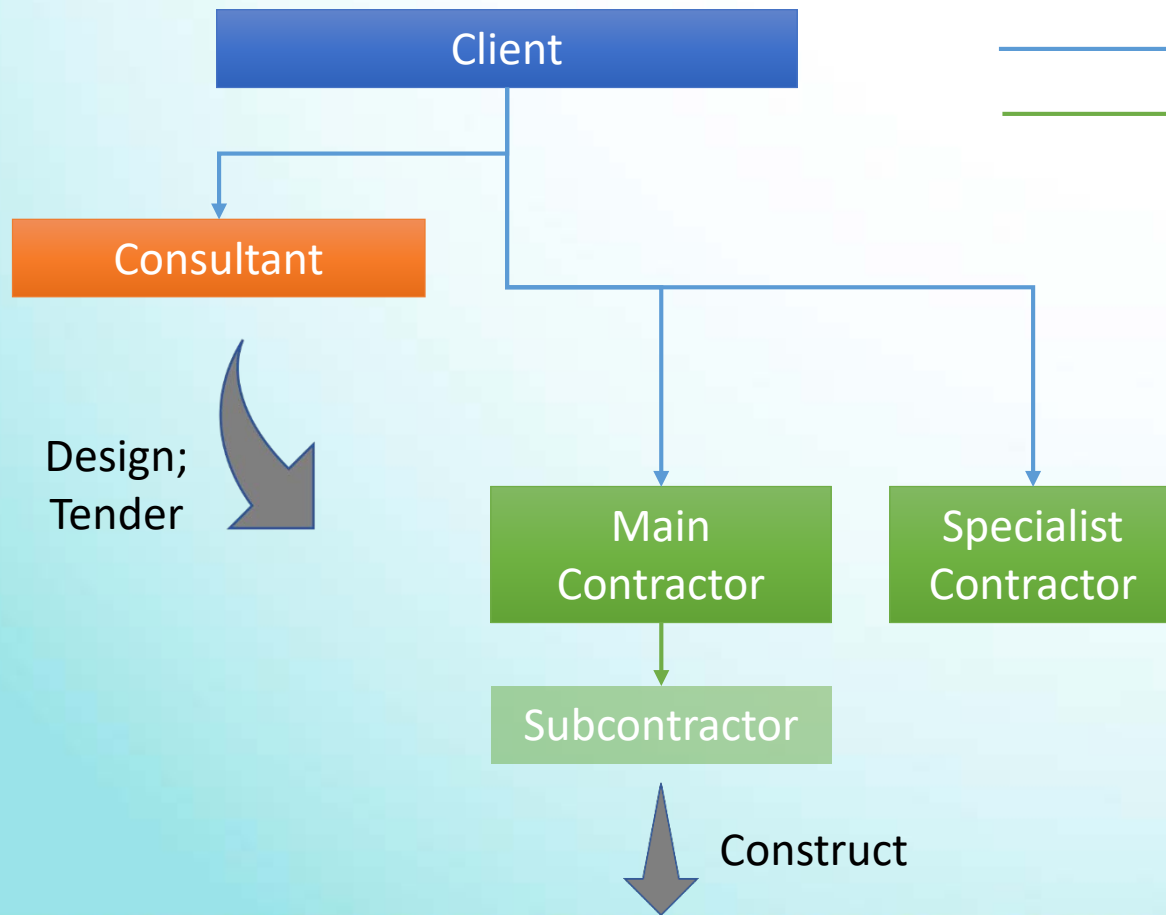 Client
Consultant
Design;
Tender
Main
Contractor
Specialist
Contractor
Subcontractor
Construct